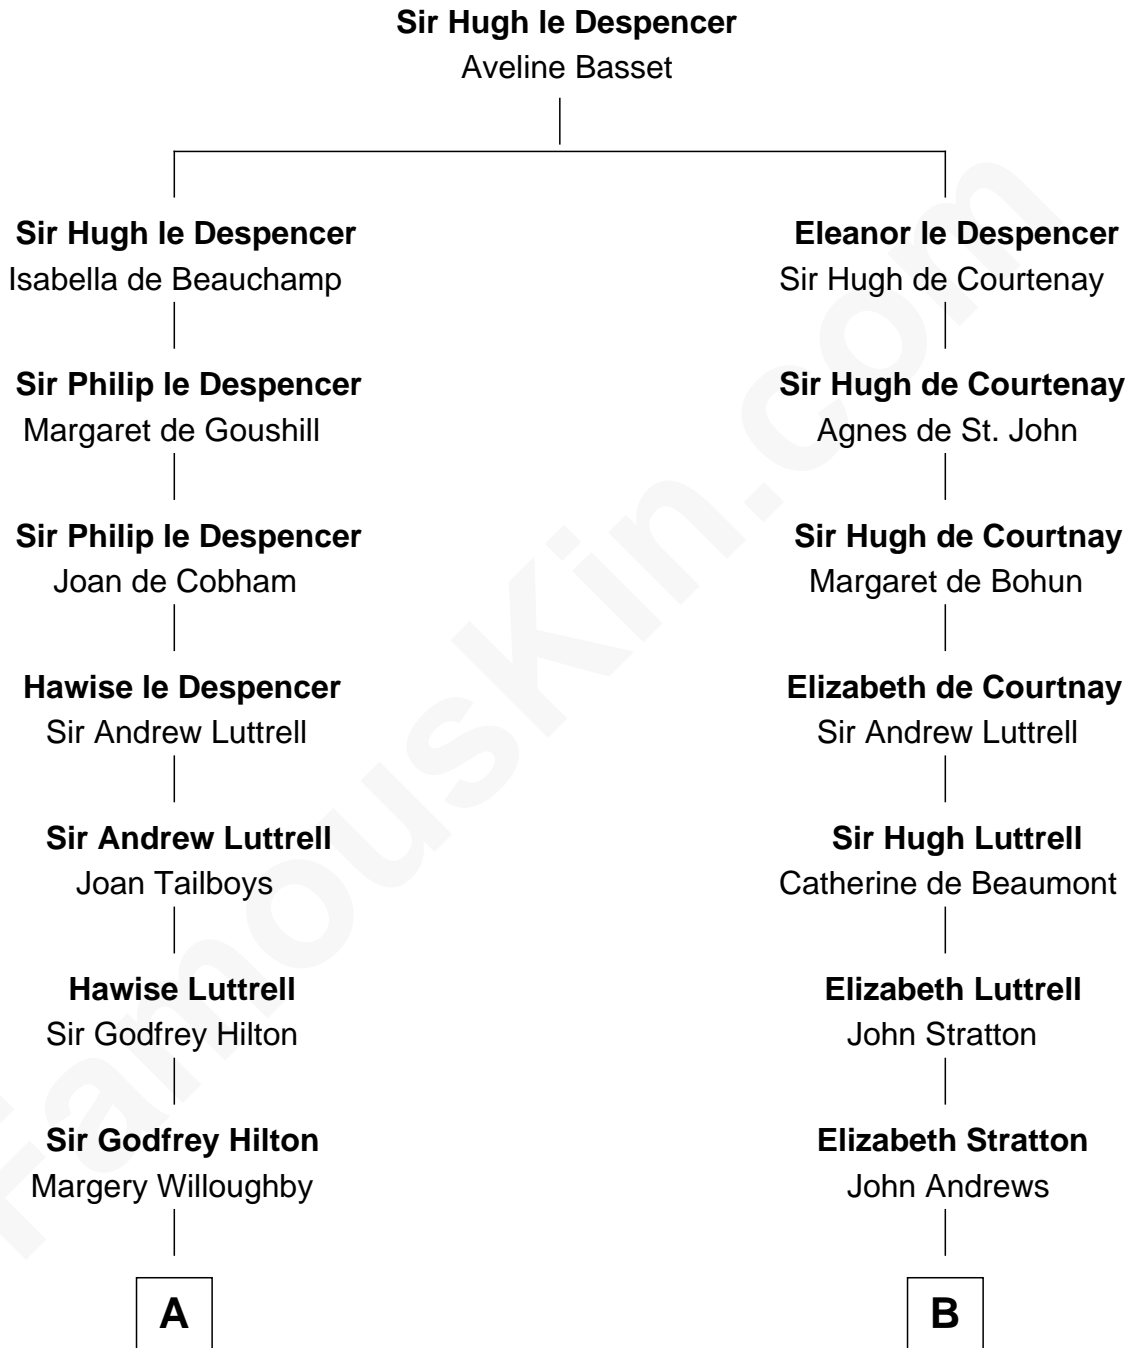 Sir Hugh le Despencer
Aveline Basset
Sir Hugh le Despencer
Isabella de Beauchamp
Sir Philip le Despencer
Margaret de Goushill
Sir Philip le Despencer
Joan de Cobham
Hawise le Despencer
Sir Andrew Luttrell
Sir Andrew Luttrell
Joan Tailboys
Hawise Luttrell
Sir Godfrey Hilton
Sir Godfrey Hilton
Margery Willoughby
A
Eleanor le Despencer
Sir Hugh de Courtenay
Sir Hugh de Courtenay
Agnes de St. John
Sir Hugh de Courtnay
Margaret de Bohun
Elizabeth de Courtnay
Sir Andrew Luttrell
Sir Hugh Luttrell
Catherine de Beaumont
Elizabeth Luttrell
John Stratton
Elizabeth Stratton
John Andrews
B
FamousKin.com